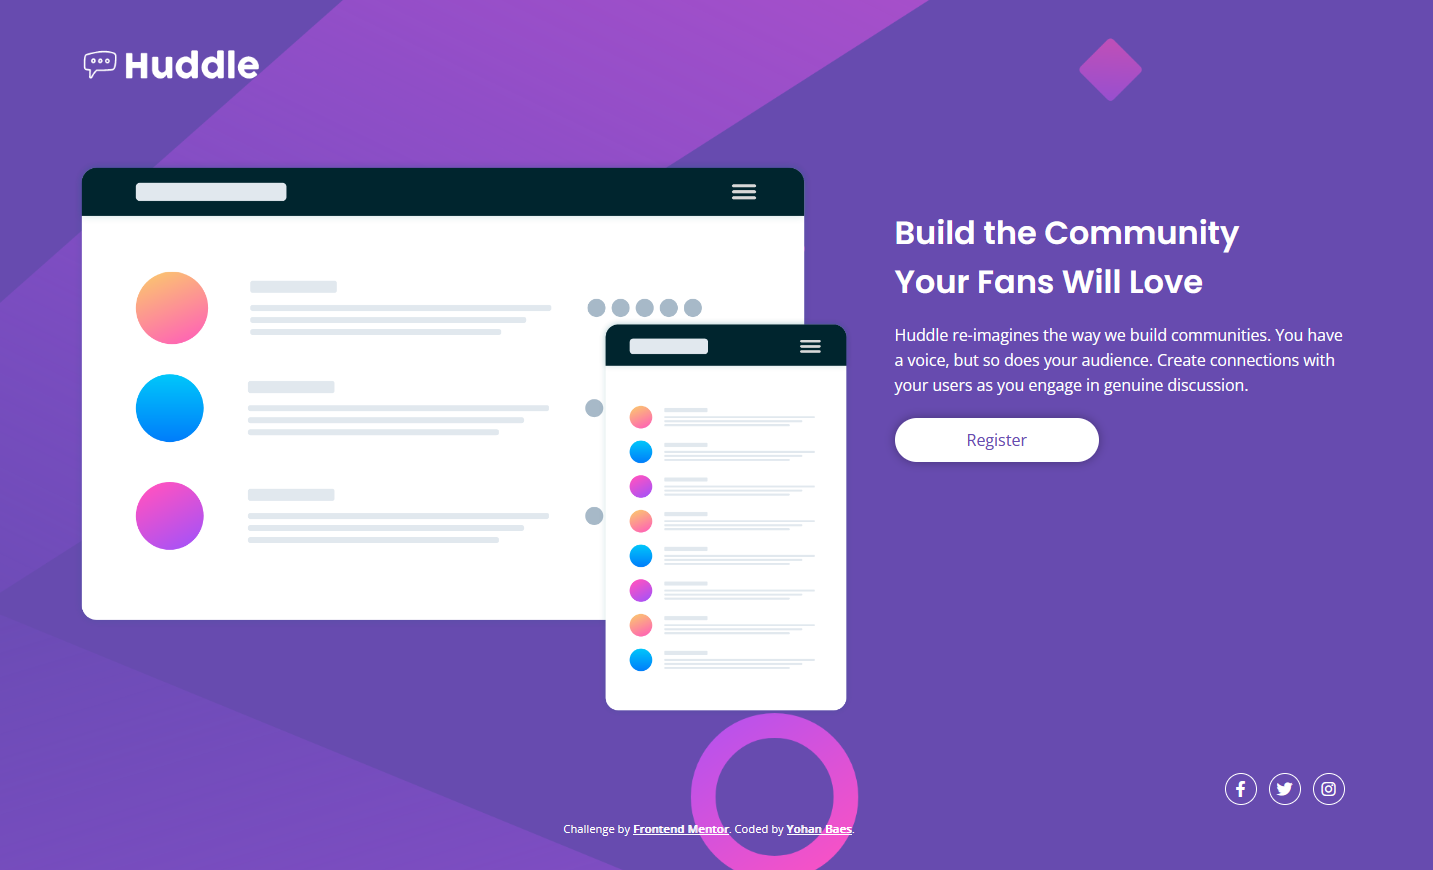 Huddle
Build the Community
Your Fans Will Love
Huddle re-imagines the way we build communities. You have
a voice, but so does your audience. Create connections with
your users as you engage in genuine discussion.
Register
Challenge by Frontend Mentor. Coded by Yohan Baes.